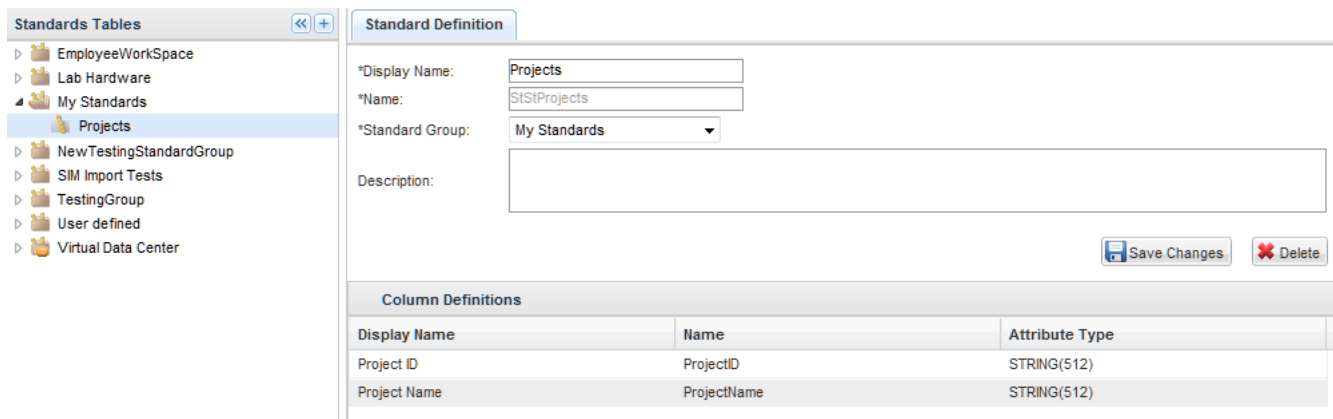 Standards Tables
EmployeeWorkSpace
Lab Hardware
My Standards
Projects
NewTestingStandardGroup
SIM Import Tests
TestingGroup
User defined
Virtual Data Center
Standard Definition
*Display Name: Projects
*Name: StStProjects
*Standard Group: My Standards
Description:
Save Changes Delete
Column Definitions
Display Name Name Attribute Type
Project ID ProjectID STRING(512)
Project Name ProjectName STRING(512)